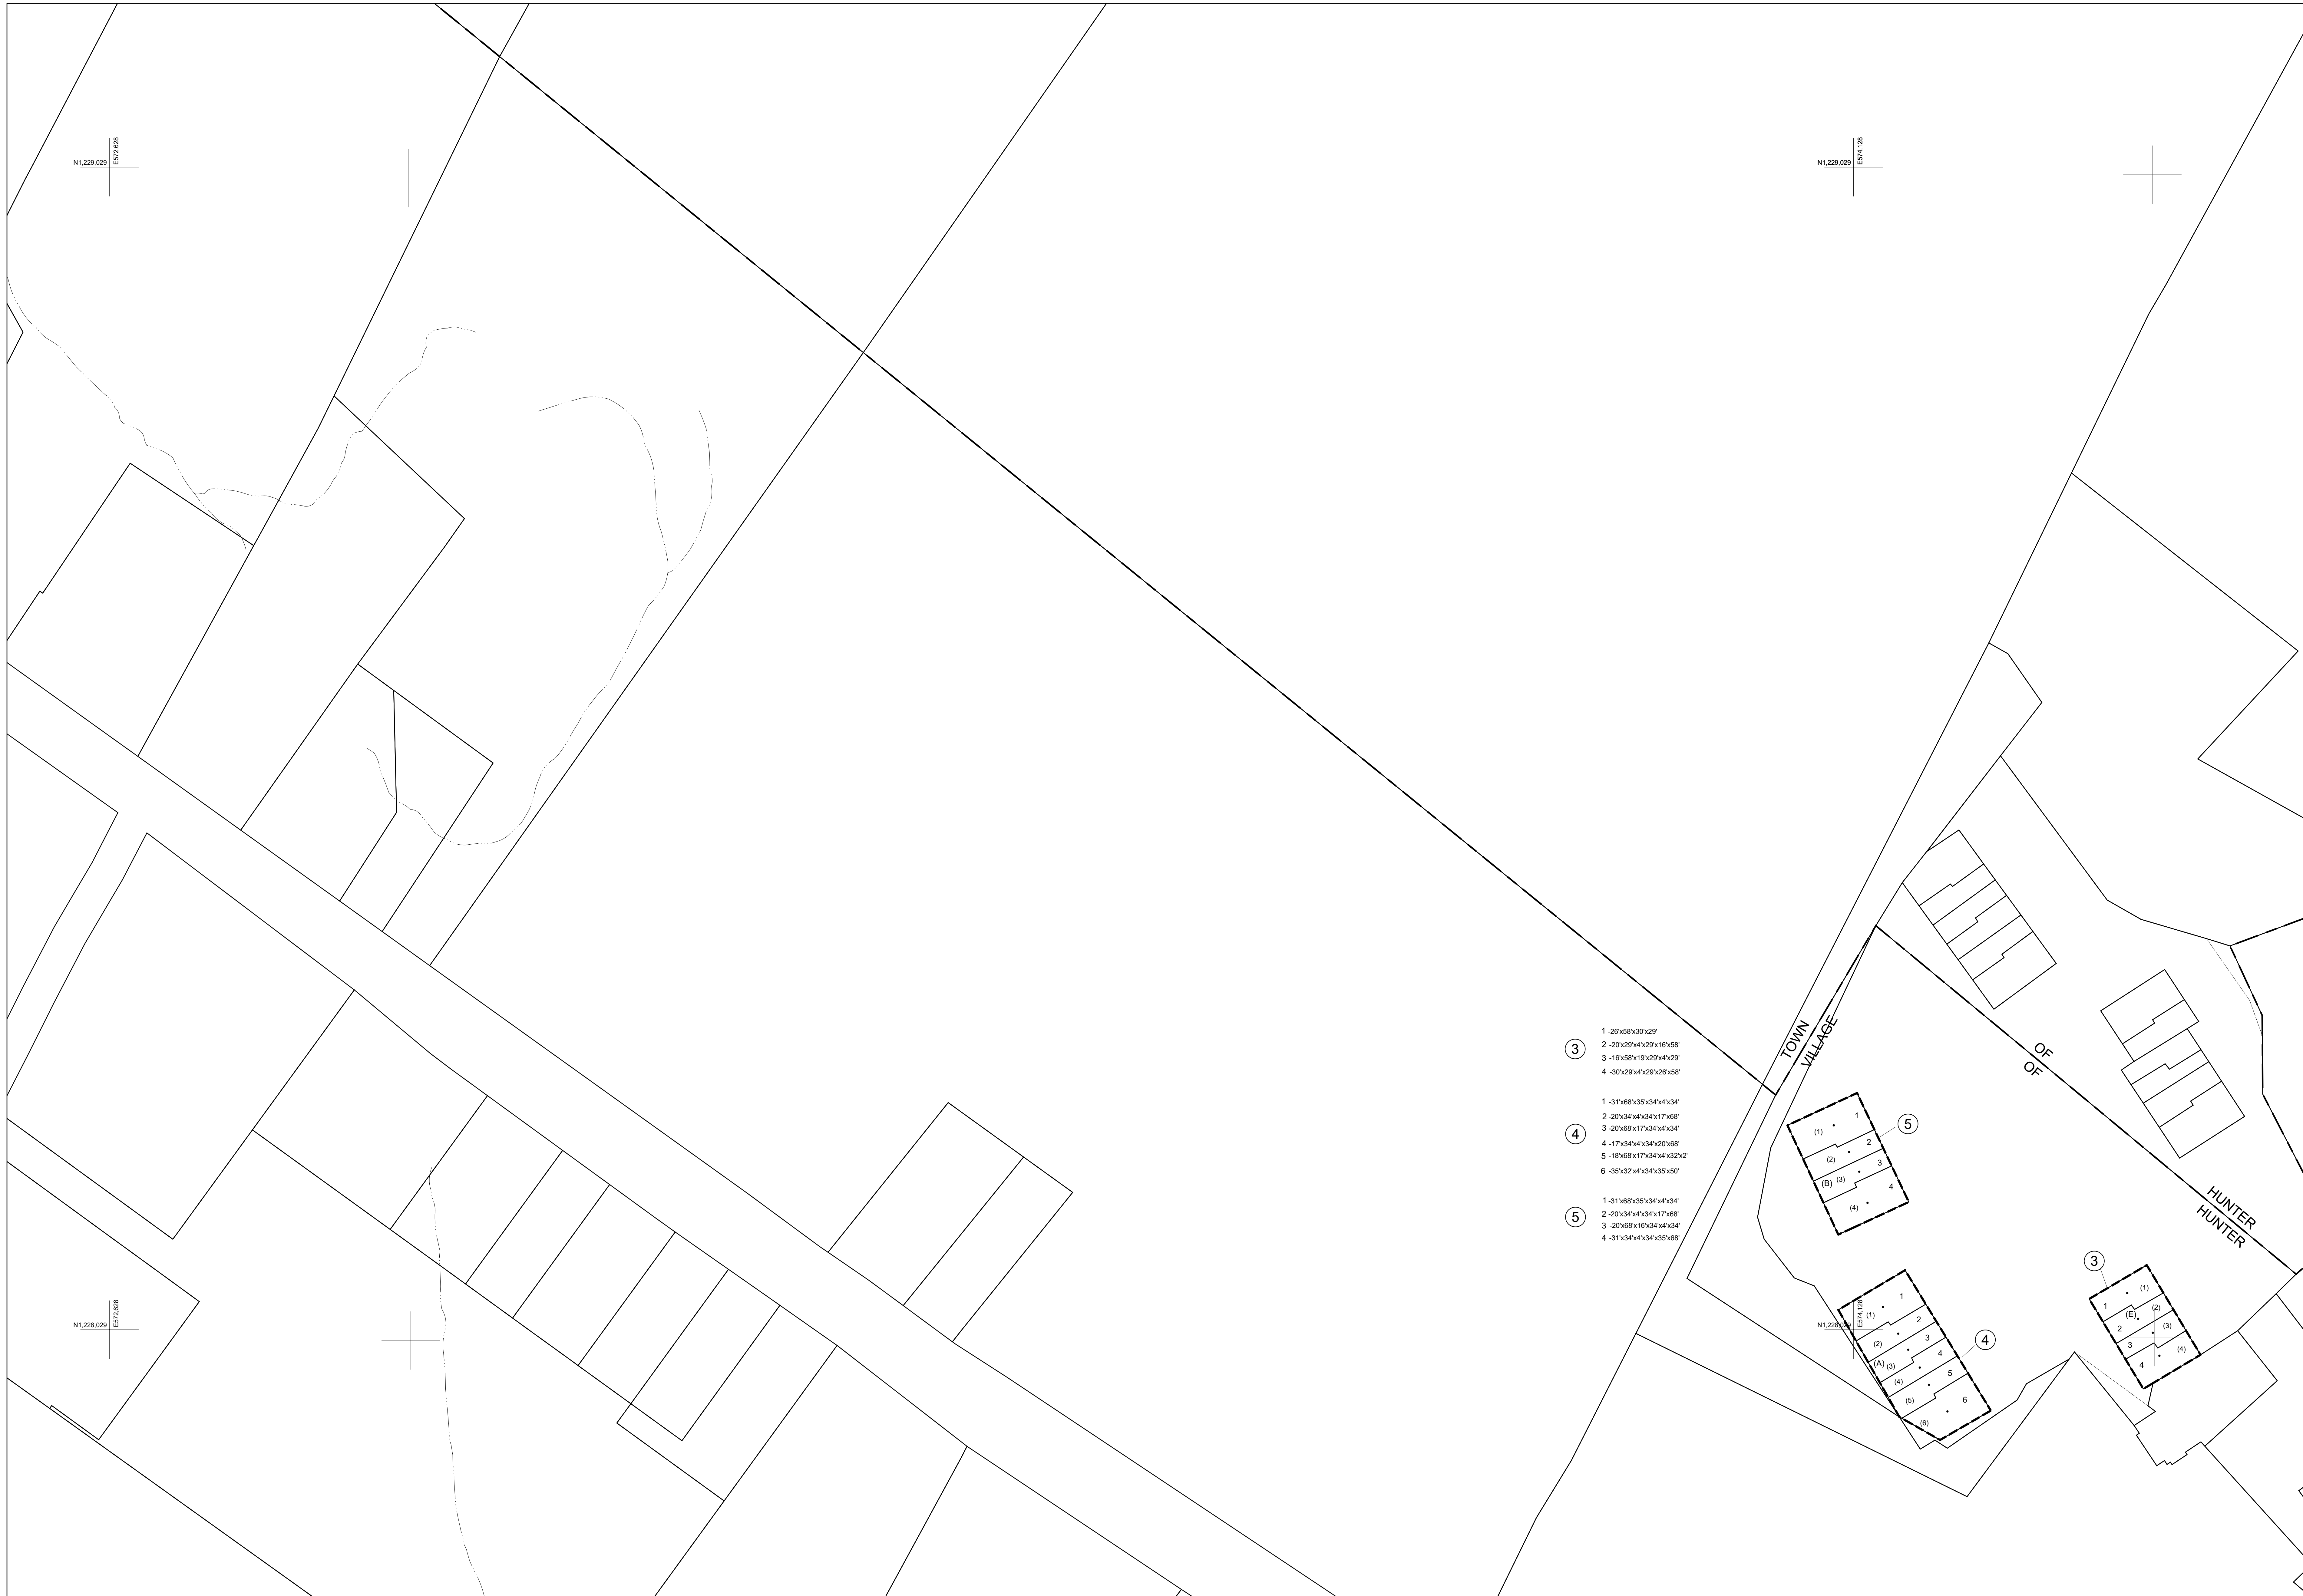 N1,229,029
E572,628
N1,229,029
E574,128
TOWN
VILLAGE
OF
OF
HUNTER
HUNTER
3
1 -26'x58'x30'x29'
2 -20'x29'x4'x29'x16'x58'
3 -16'x58'x19'x29'x4'x29'
4 -30'x29'x4'x29'x26'x58'
4
1 -31'x68'x35'x34'x4'x34'
2 -20'x34'x4'x34'x17'x68'
3 -20'x68'x17'x34'x4'x34'
4 -17'x34'x4'x34'x20'x68'
5 -18'x68'x17'x34'x4'x32'x2'
6 -35'x32'x4'x34'x35'x50'
5
1 -31'x68'x35'x34'x4'x34'
2 -20'x34'x4'x34'x17'x68'
3 -20'x68'x16'x34'x4'x34'
4 -31'x34'x4'x34'x35'x68'
5
(1) 1
(2) 2
(B) (3) 3
(4) 4
3
1 (1)
(E) (2)
2 (3)
3 (4)
4
4
(1) 1
(2) 2
(A) (3) 3
(4) 4
(5) 5
(6) 6
N1,228,029
E572,628
N1,228,029
E574,128